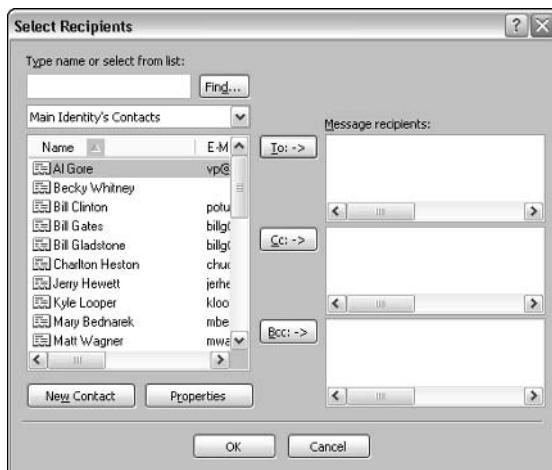 Select Recipients
Type name or select from list:
Find...
Main Identity's Contacts
Name E-M
Al Gore vp@
Becky Whitney
Bill Clinton potu
Bill Gates billg
Bill Gladstone billg
Charlton Heston chuc
Jerry Hewett jerhe
Kyle Looper kloo
Mary Bednarek mbe
Matt Wagner mwa
New Contact Properties
To: ->
Cc: ->
Bcc: ->
Message recipients:
OK Cancel